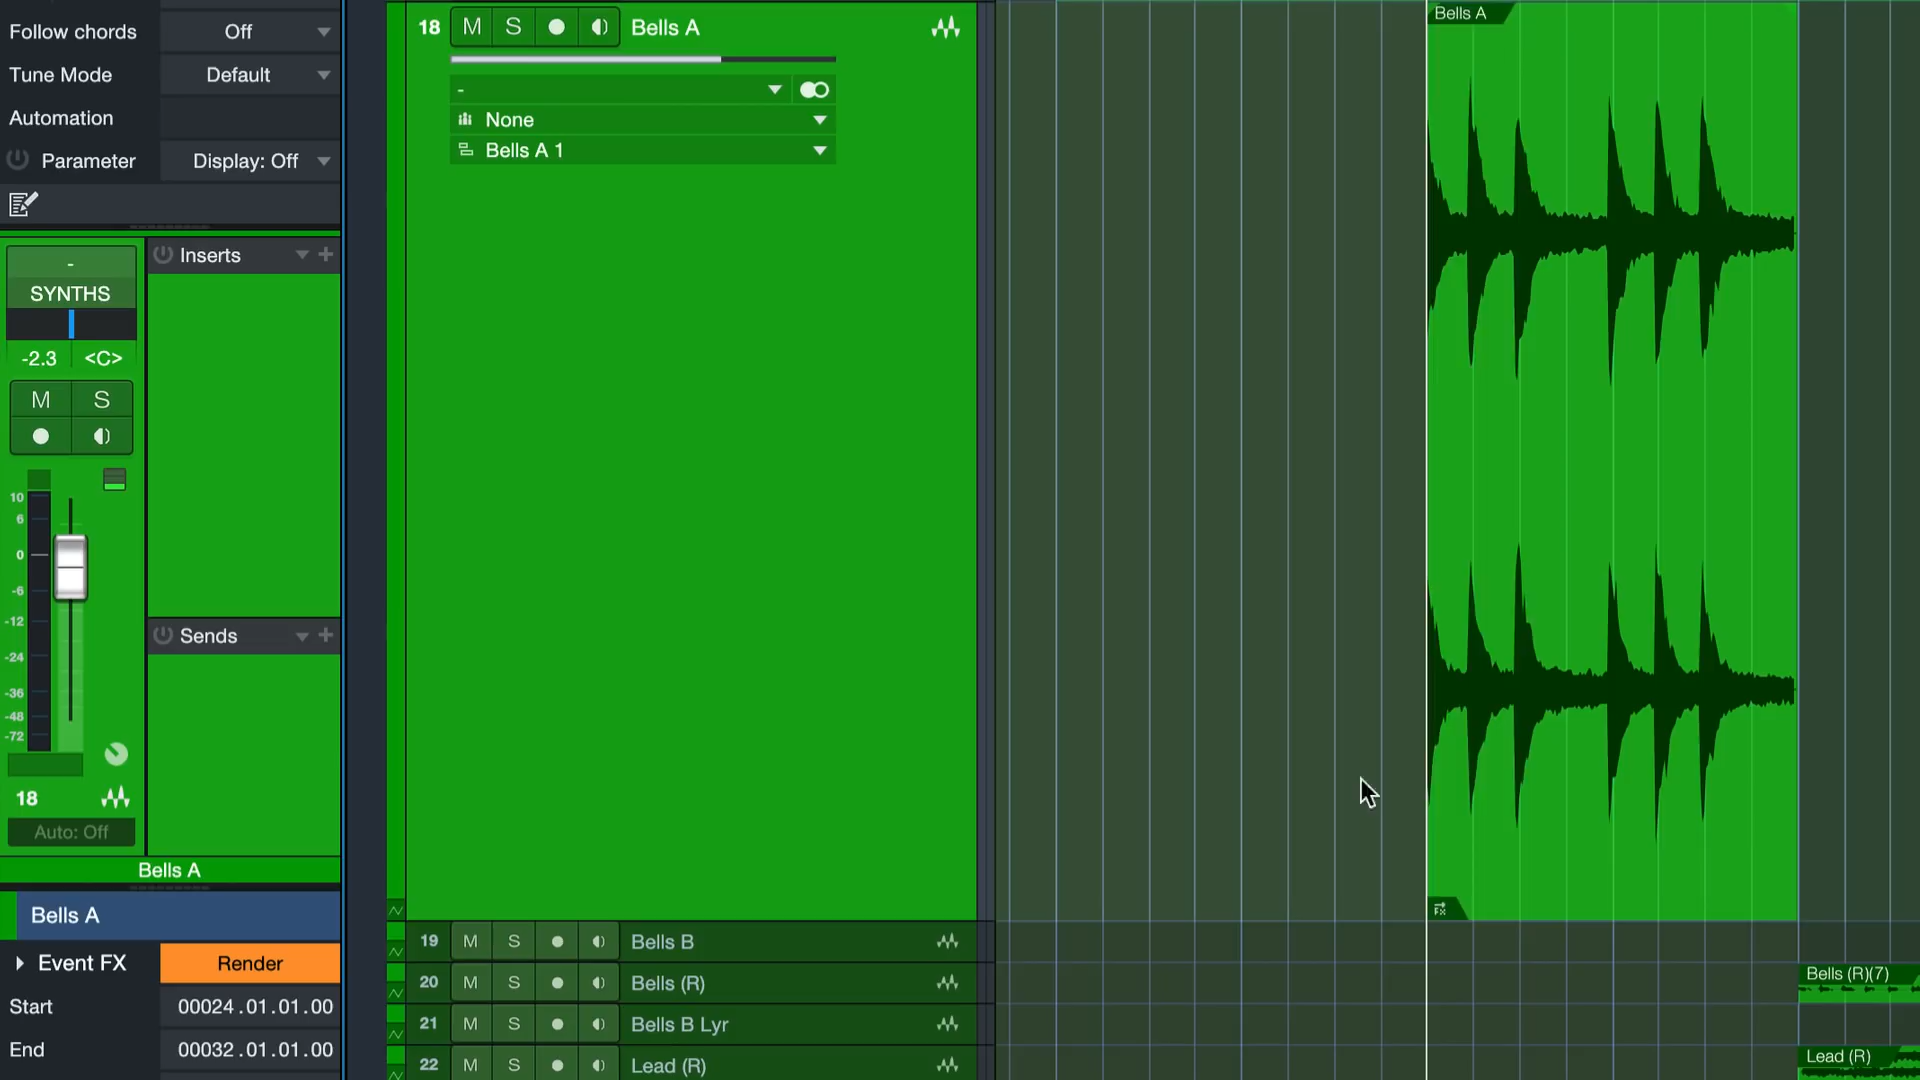 Follow chords Off
Tune Mode Default
Automation
Parameter Display: Off
-
SYNTHS
-2.3 <C>
M S
10
6
0
-6
-12
-24
-36
-48
-72
18
Auto: Off
Bells A
Inserts
Sends
Bells A
Event FX Render
Start 00024.01.01.00
End 00032.01.01.00
18 M S Bells A
-
None
Bells A 1
19 M S Bells B
20 M S Bells (R)
21 M S Bells B Lyr
22 M S Lead (R)
Bells A
FX
Bells (R)(7)
Lead (R)